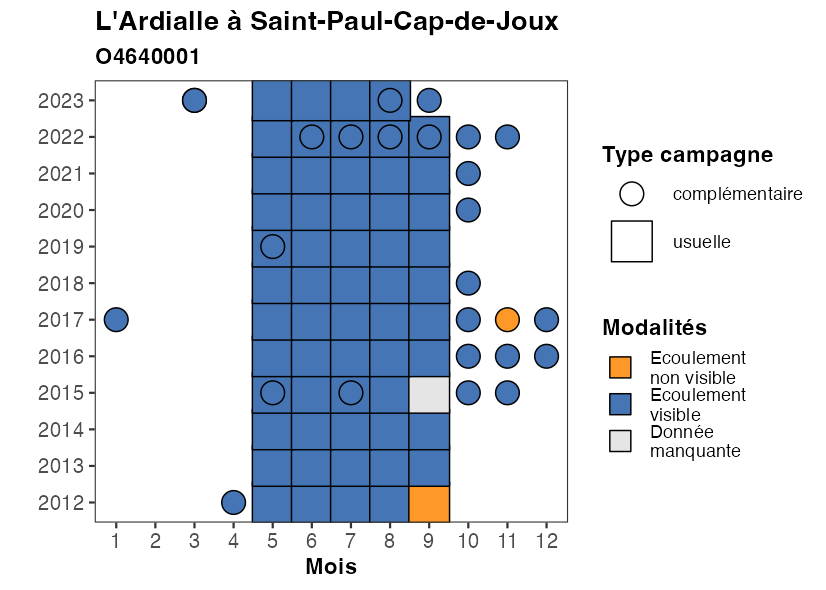 L'Ardialle à Saint-Paul-Cap-de-Joux
O4640001
2023
2022
2021
2020
2019
2018
2017
2016
2015
2014
2013
2012
1 2 3 4 5 6 7 8 9 10 11 12
Mois
Type campagne
complémentaire
usuelle
Modalités
Ecoulement
non visible
Ecoulement
visible
Donnée
manquante